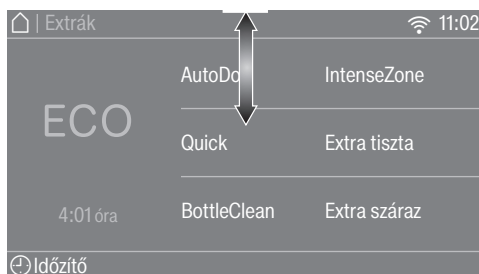 | Extrák 11:02
AutoDo IntenseZone
ECO
Quick Extra tiszta
4:01 óra BottleClean Extra száraz
Időzítő